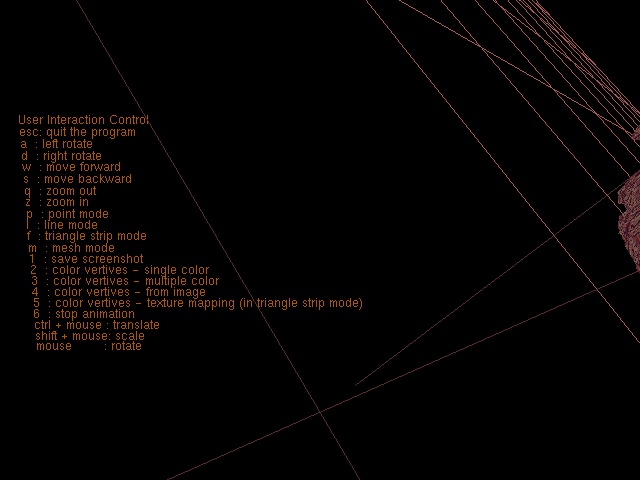 User Interaction Control
esc: quit the program
a : left rotate
d : right rotate
w : move forward
s : move backward
q : zoom out
z : zoom in
p : point mode
l : line mode
f : triangle strip mode
m : mesh mode
1 : save screenshot
2 : color vertives - single color
3 : color vertives - multiple color
4 : color vertives - from image
5 : color vertives - texture mapping (in triangle strip mode)
6 : stop animation
ctrl + mouse : translate
shift + mouse: scale
mouse : rotate